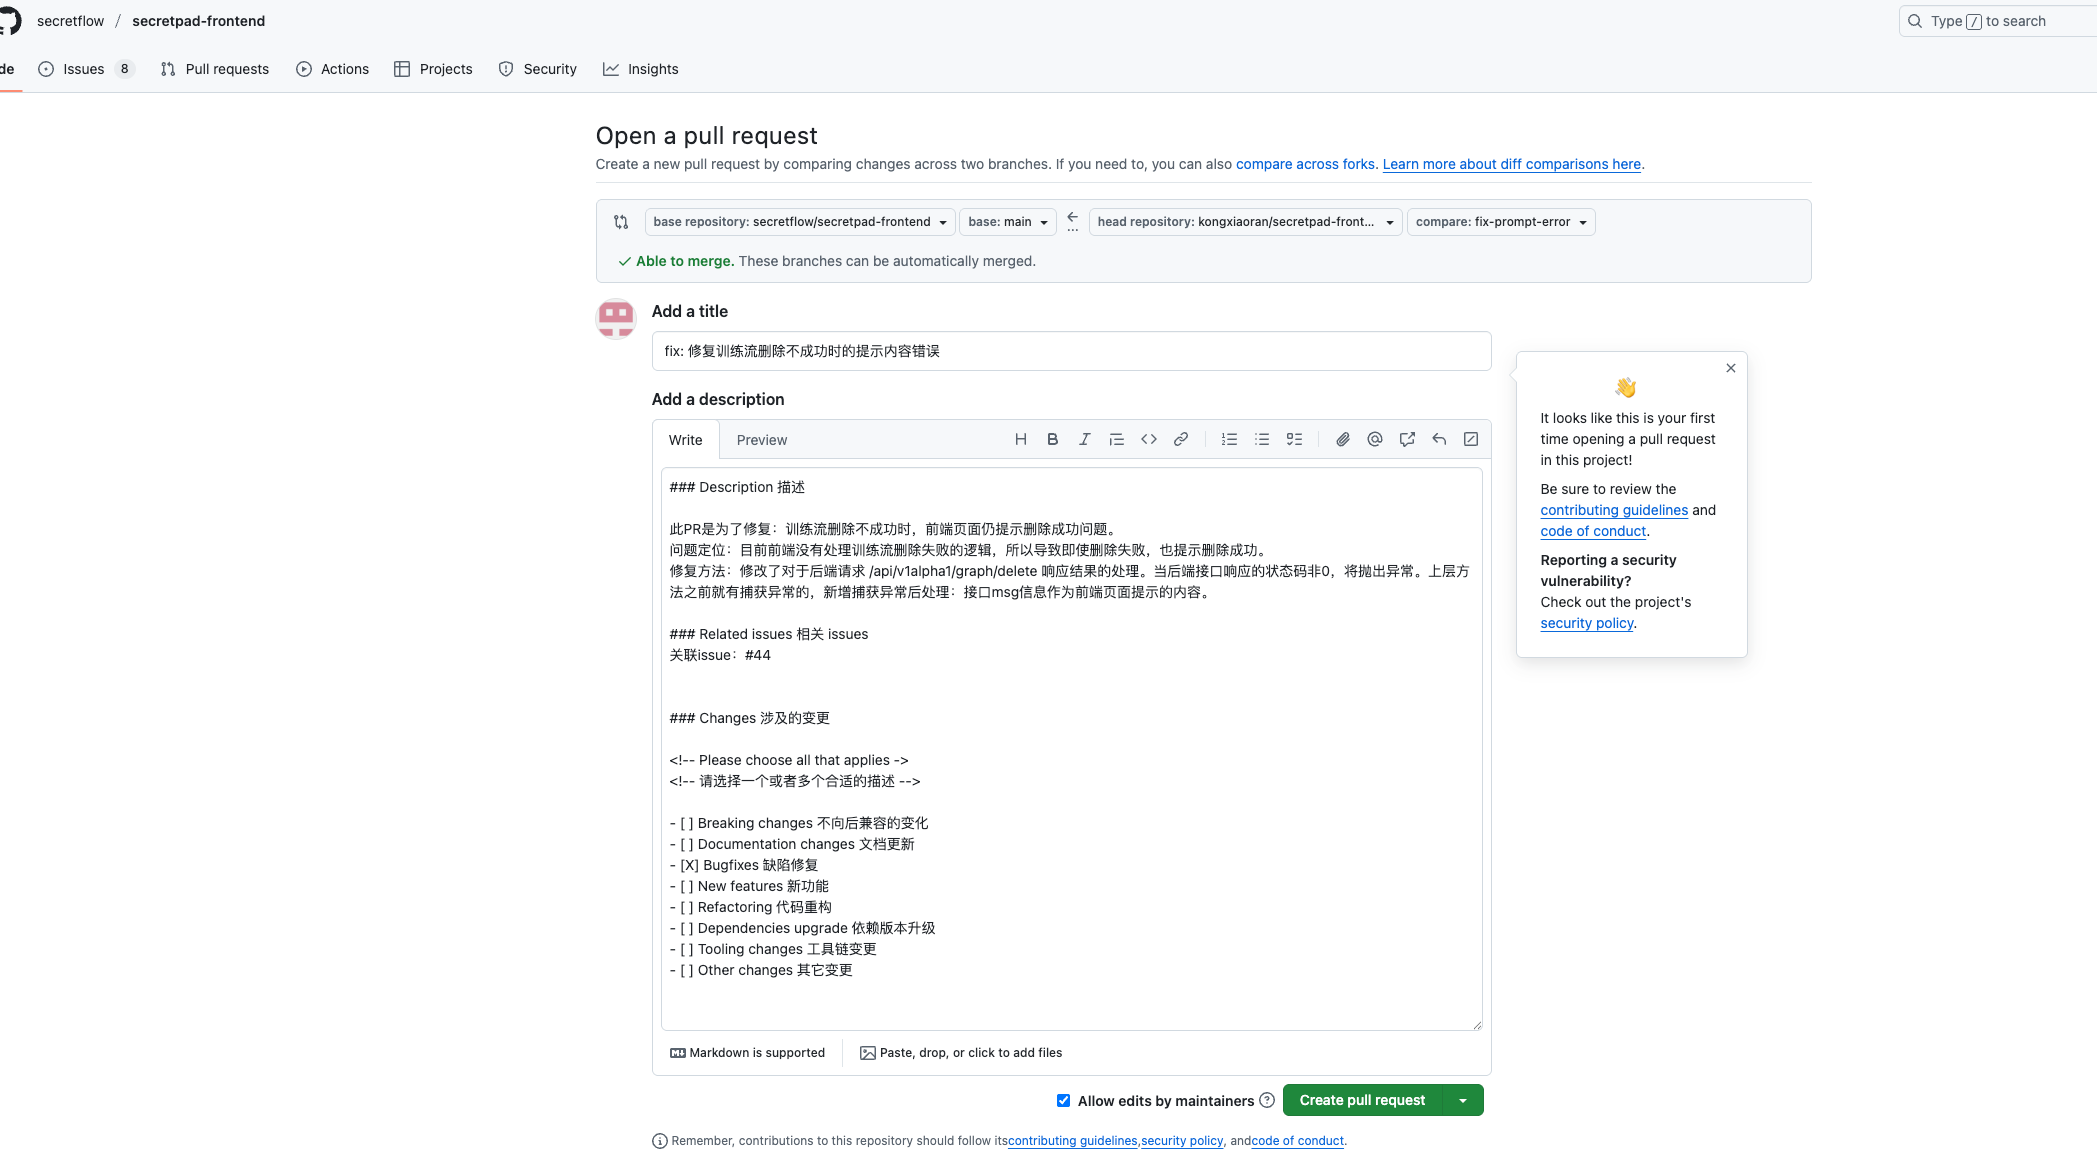 secretflow / secretpad-frontend
Type / to search
de
Issues 8
Pull requests
Actions
Projects
Security
Insights
Open a pull request
Create a new pull request by comparing changes across two branches. If you need to, you can also compare across forks. Learn more about diff comparisons here.
base repository: secretflow/secretpad-frontend
base: main
head repository: kongxiaoran/secretpad-front...
compare: fix-prompt-error
Able to merge. These branches can be automatically merged.
Add a title
fix: 修复训练流删除不成功时的提示内容错误
Add a description
Write
Preview
### Description 描述
此PR是为了修复：训练流删除不成功时，前端页面仍提示删除成功问题。
问题定位：目前前端没有处理训练流删除失败的逻辑，所以导致即使删除失败，也提示删除成功。
修复方法：修改了对于后端请求 /api/v1alpha1/graph/delete 响应结果的处理。当后端接口响应的状态码非0，将抛出异常。上层方
法之前就有捕获异常的，新增捕获异常后处理：接口msg信息作为前端页面提示的内容。
### Related issues 相关 issues
关联issue：#44
### Changes 涉及的变更
<!-- Please choose all that applies ->
<!-- 请选择一个或者多个合适的描述 -->
- [ ] Breaking changes 不向后兼容的变化
- [ ] Documentation changes 文档更新
- [X] Bugfixes 缺陷修复
- [ ] New features 新功能
- [ ] Refactoring 代码重构
- [ ] Dependencies upgrade 依赖版本升级
- [ ] Tooling changes 工具链变更
- [ ] Other changes 其它变更
Markdown is supported
Paste, drop, or click to add files
Allow edits by maintainers
Create pull request
Remember, contributions to this repository should follow its contributing guidelines, security policy, and code of conduct.
It looks like this is your first
time opening a pull request
in this project!
Be sure to review the
contributing guidelines and
code of conduct.
Reporting a security
vulnerability?
Check out the project's
security policy.